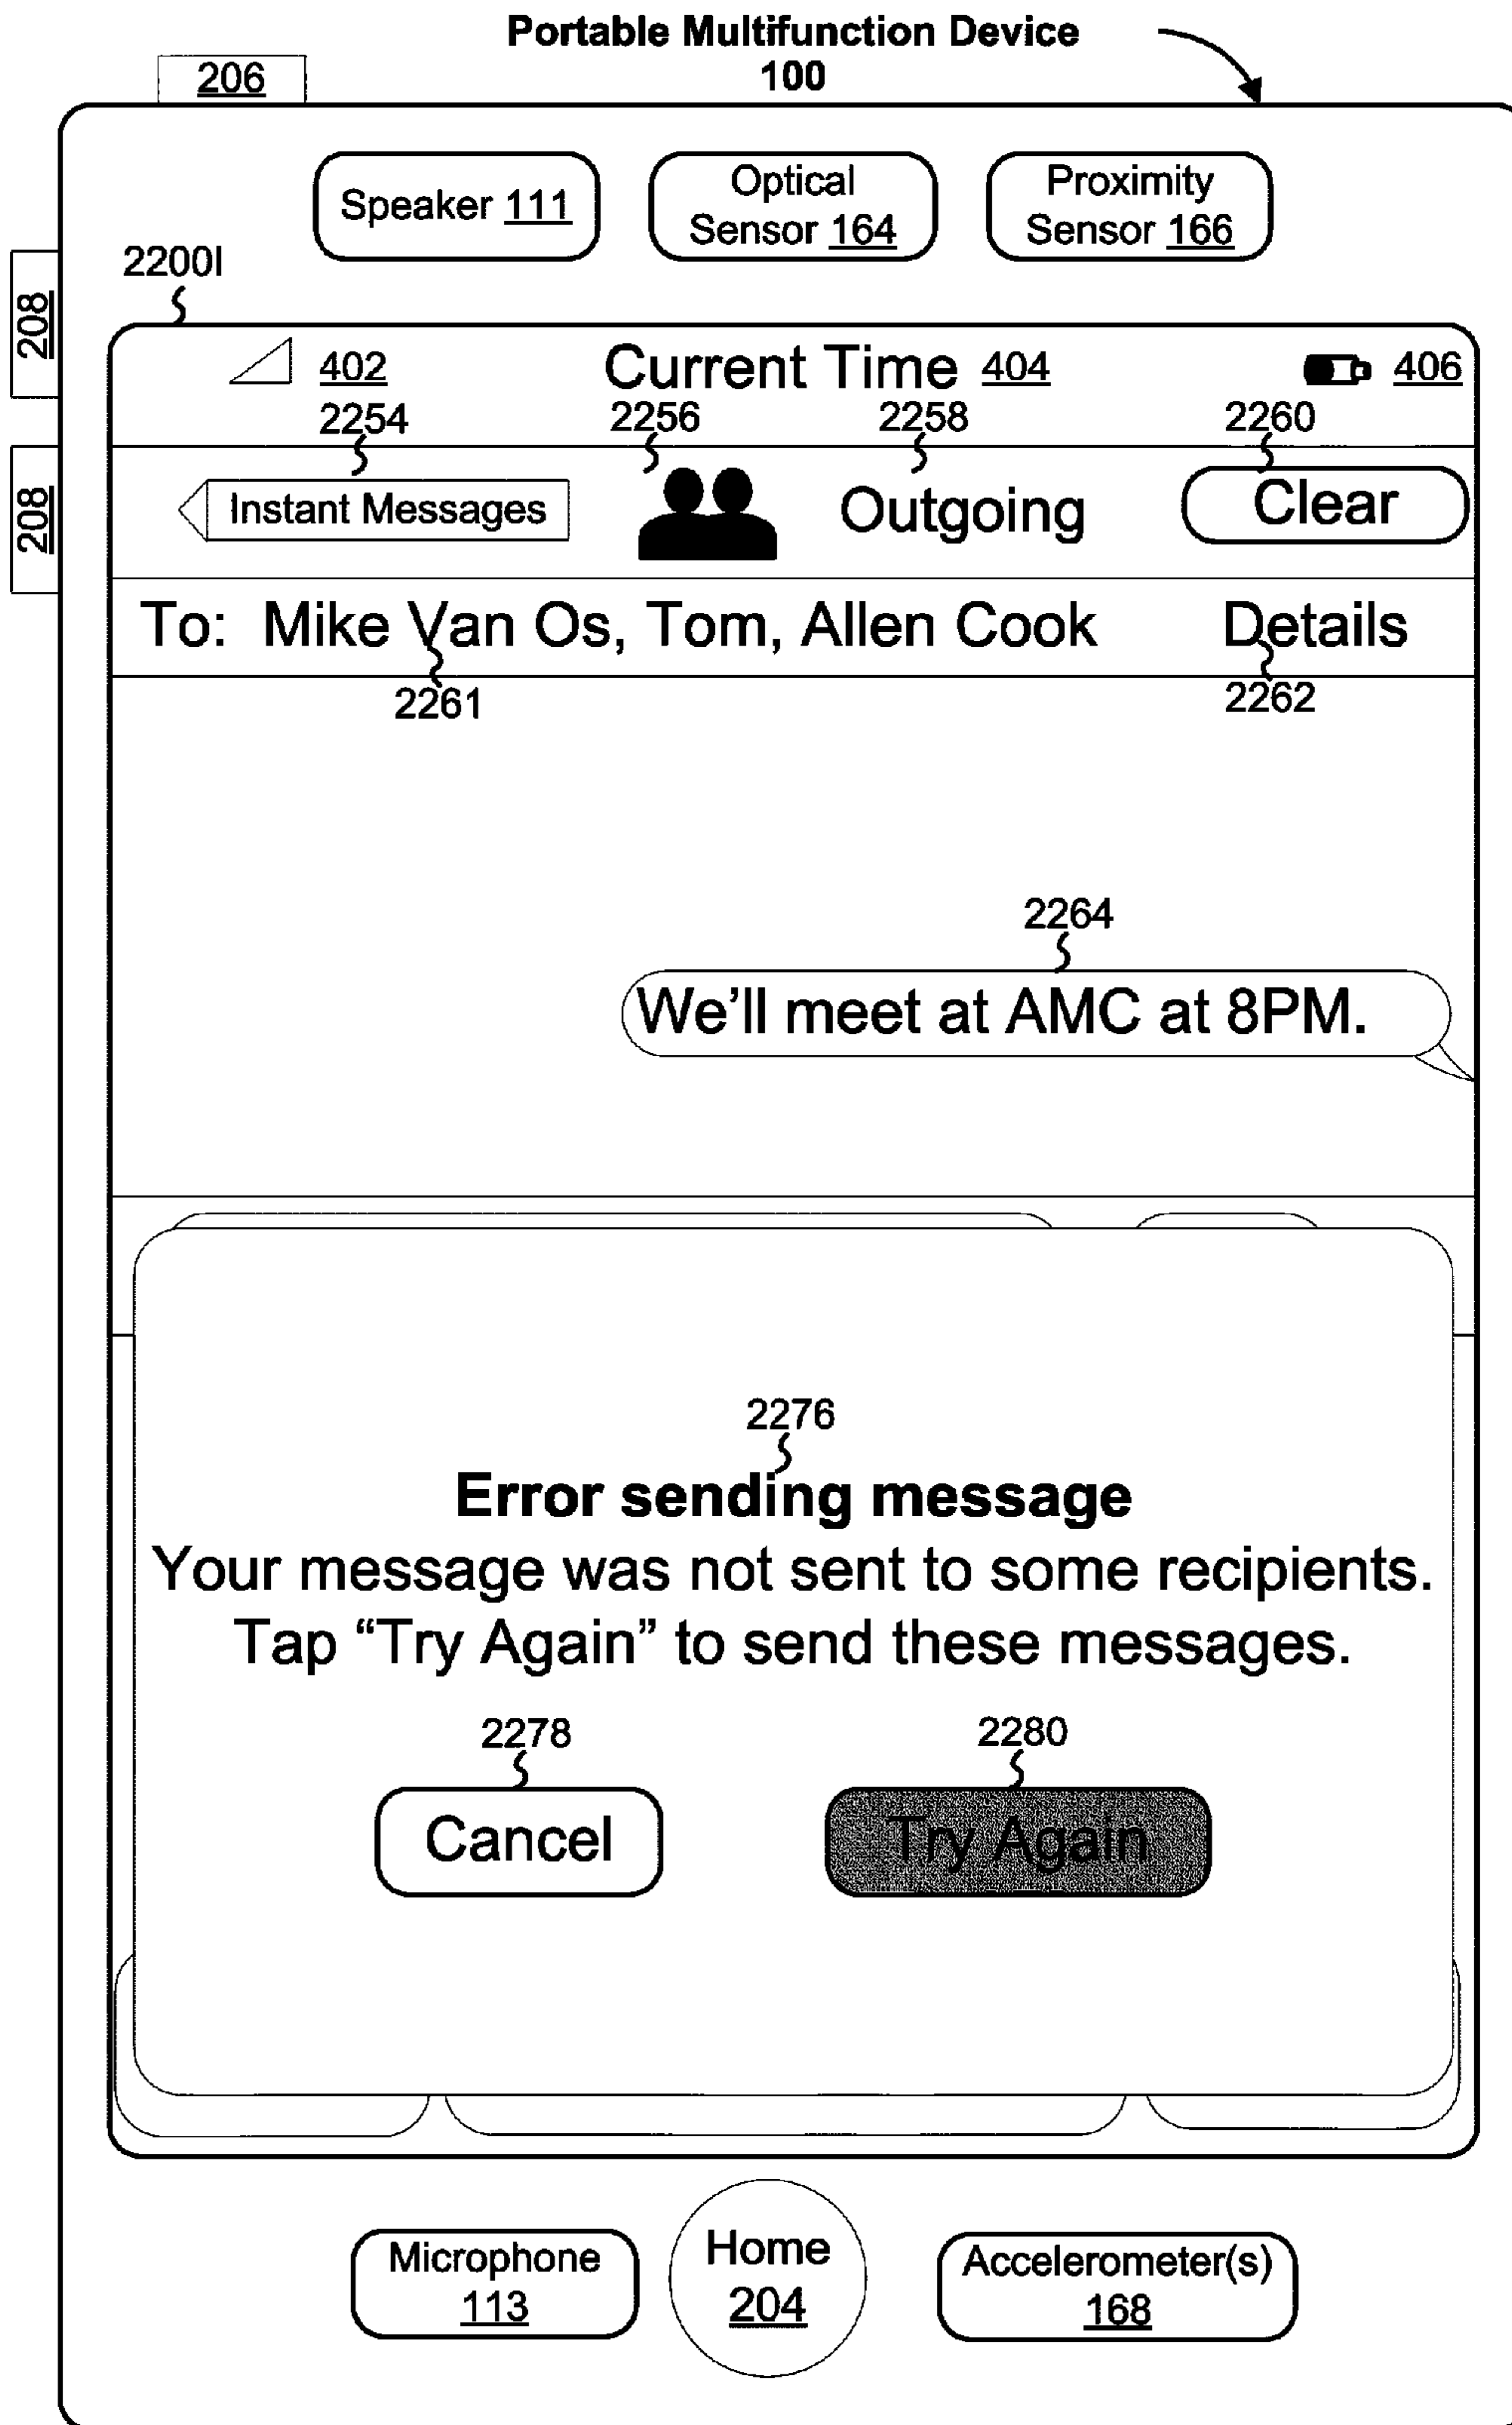 Portable Multifunction Device
100
206
Speaker 111
Optical
Sensor 164
Proximity
Sensor 166
208
208
2200I
402
Current Time 404
406
2254
2256
2258
2260
Instant Messages
Outgoing
Clear
To: Mike Van Os, Tom, Allen Cook
Details
2261
2262
2264
We'll meet at AMC at 8PM.
2276
Error sending message
Your message was not sent to some recipients.
Tap “Try Again” to send these messages.
2278
2280
Cancel
Try Again
Microphone
113
Home
204
Accelerometer(s)
168